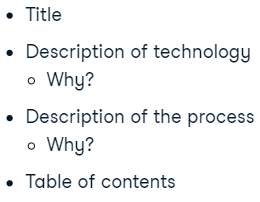 Title
Description of technology
Why?
Description of the process
Why?
Table of contents